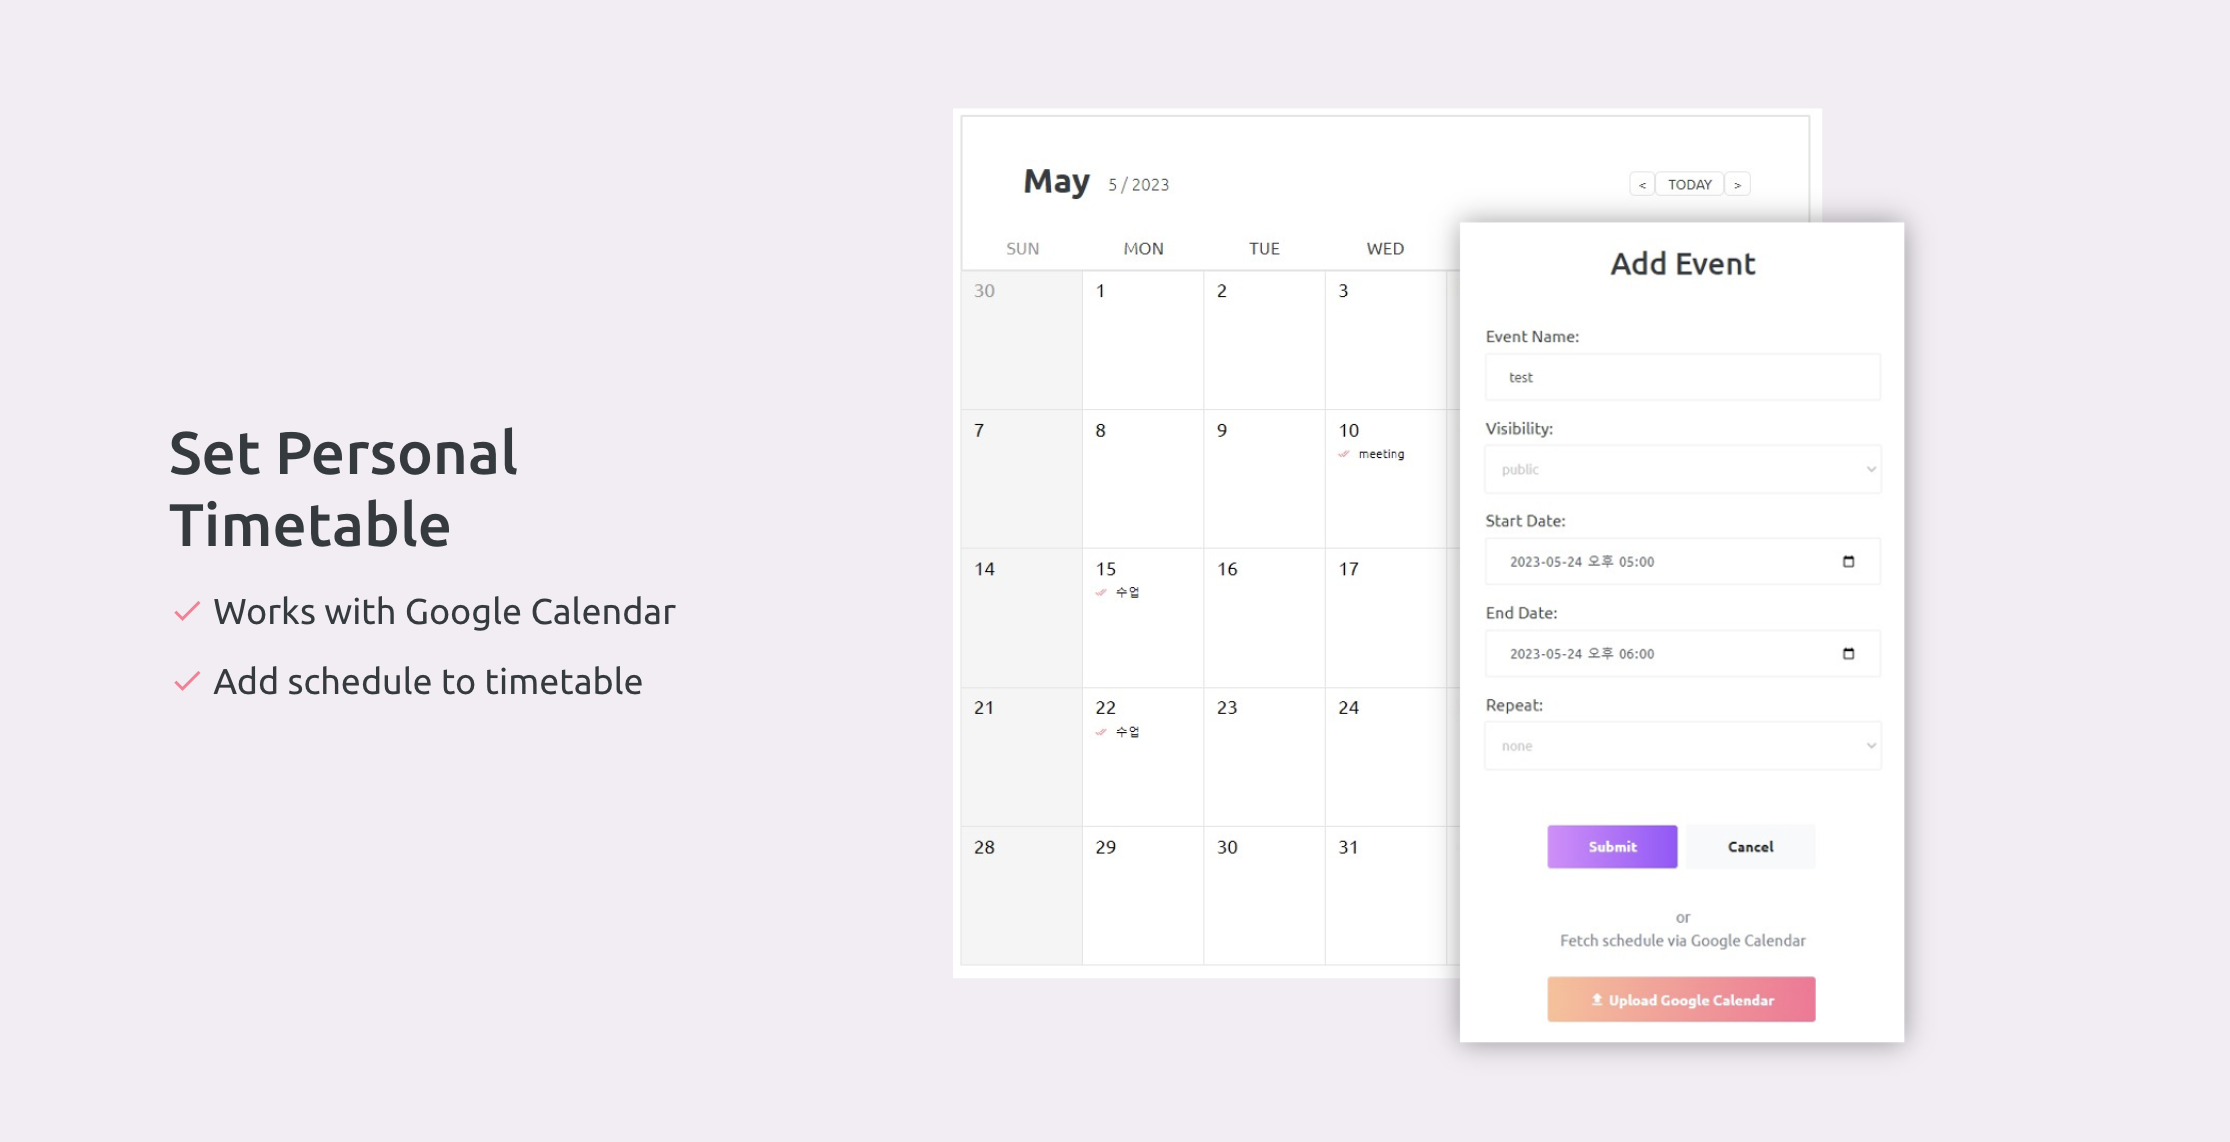 Set Personal
Timetable
Works with Google Calendar
Add schedule to timetable
May 5 / 2023
< TODAY >
SUN MON TUE WED
30 1 2 3
7 8 9 10
meeting
14 15 16 17
수업
21 22 23 24
수업
28 29 30 31
Add Event
Event Name:
test
Visibility:
public
Start Date:
2023-05-24 오후 05:00
End Date:
2023-05-24 오후 06:00
Repeat:
none
Submit Cancel
or
Fetch schedule via Google Calendar
Upload Google Calendar